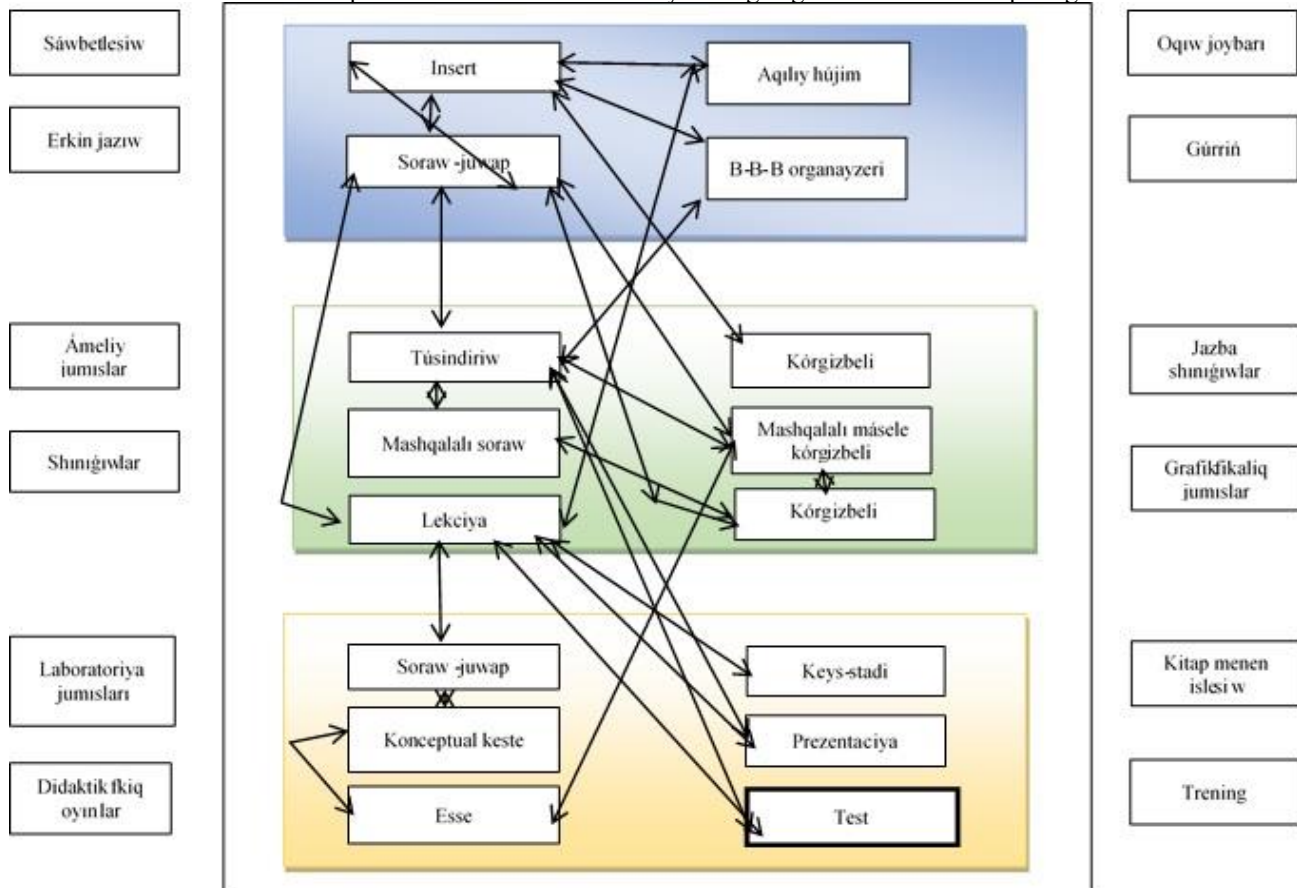 Sáwbetlesiw
Insert
Aqılıy hújim
Oqıw joybarı
Erkin jazıw
Soraw -juwap
B-B-B organayzeri
Gúrriń
Ámeliy
jumıslar
Túsindiriw
Kórgizbeli
Jazba
shınıǵıwlar
Shınıǵıwlar
Mashqalalı soraw
Mashqalalı másele
kórgizbeli
Grafikfikaliq
jumıslar
Lekciya
Kórgizbeli
Laboratoriya
jumısları
Soraw -juwap
Keys-stadi
Kitap menen
islesi w
Konceptual keste
Prezentaciya
Didaktik fkiq
oyınlar
Esse
Test
Trening